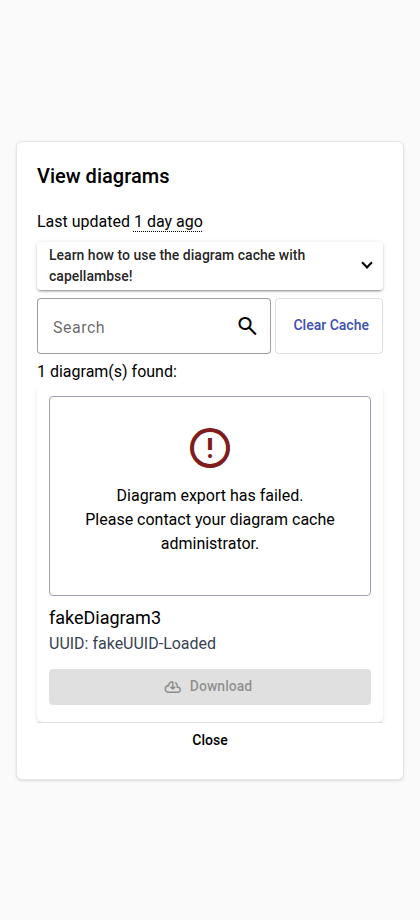 View diagrams
Last updated 1 day ago
Learn how to use the diagram cache with
capellambse!
Search
Clear Cache
1 diagram(s) found:
Diagram export has failed.
Please contact your diagram cache
administrator.
fakeDiagram3
UUID: fakeUUID-Loaded
Download
Close